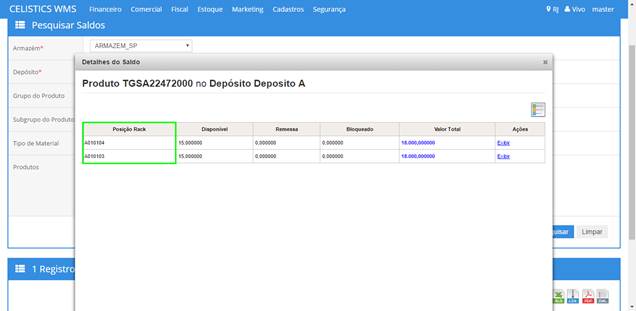 CELISTICS WMS Financeiro Comercial Fiscal Estoque Marketing Cadastros Segurança RJ Vivo master
Pesquisar Saldos
Armazém* ARMAZEM_SP
Detalhes do Saldo ×
Depósito*
Produto TGSA22472000 no Depósito Deposito A
Grupo do Produto
Subgrupo do Produto
Posição Rack Disponível Remessa Bloqueado Valor Total Ações
Tipo de Material
A010104 15,000000 0,000000 0,000000 18.000,000000 Exibir
A010103 15,000000 0,000000 0,000000 18.000,000000 Exibir
Produtos
quisar Limpar
1 Registro